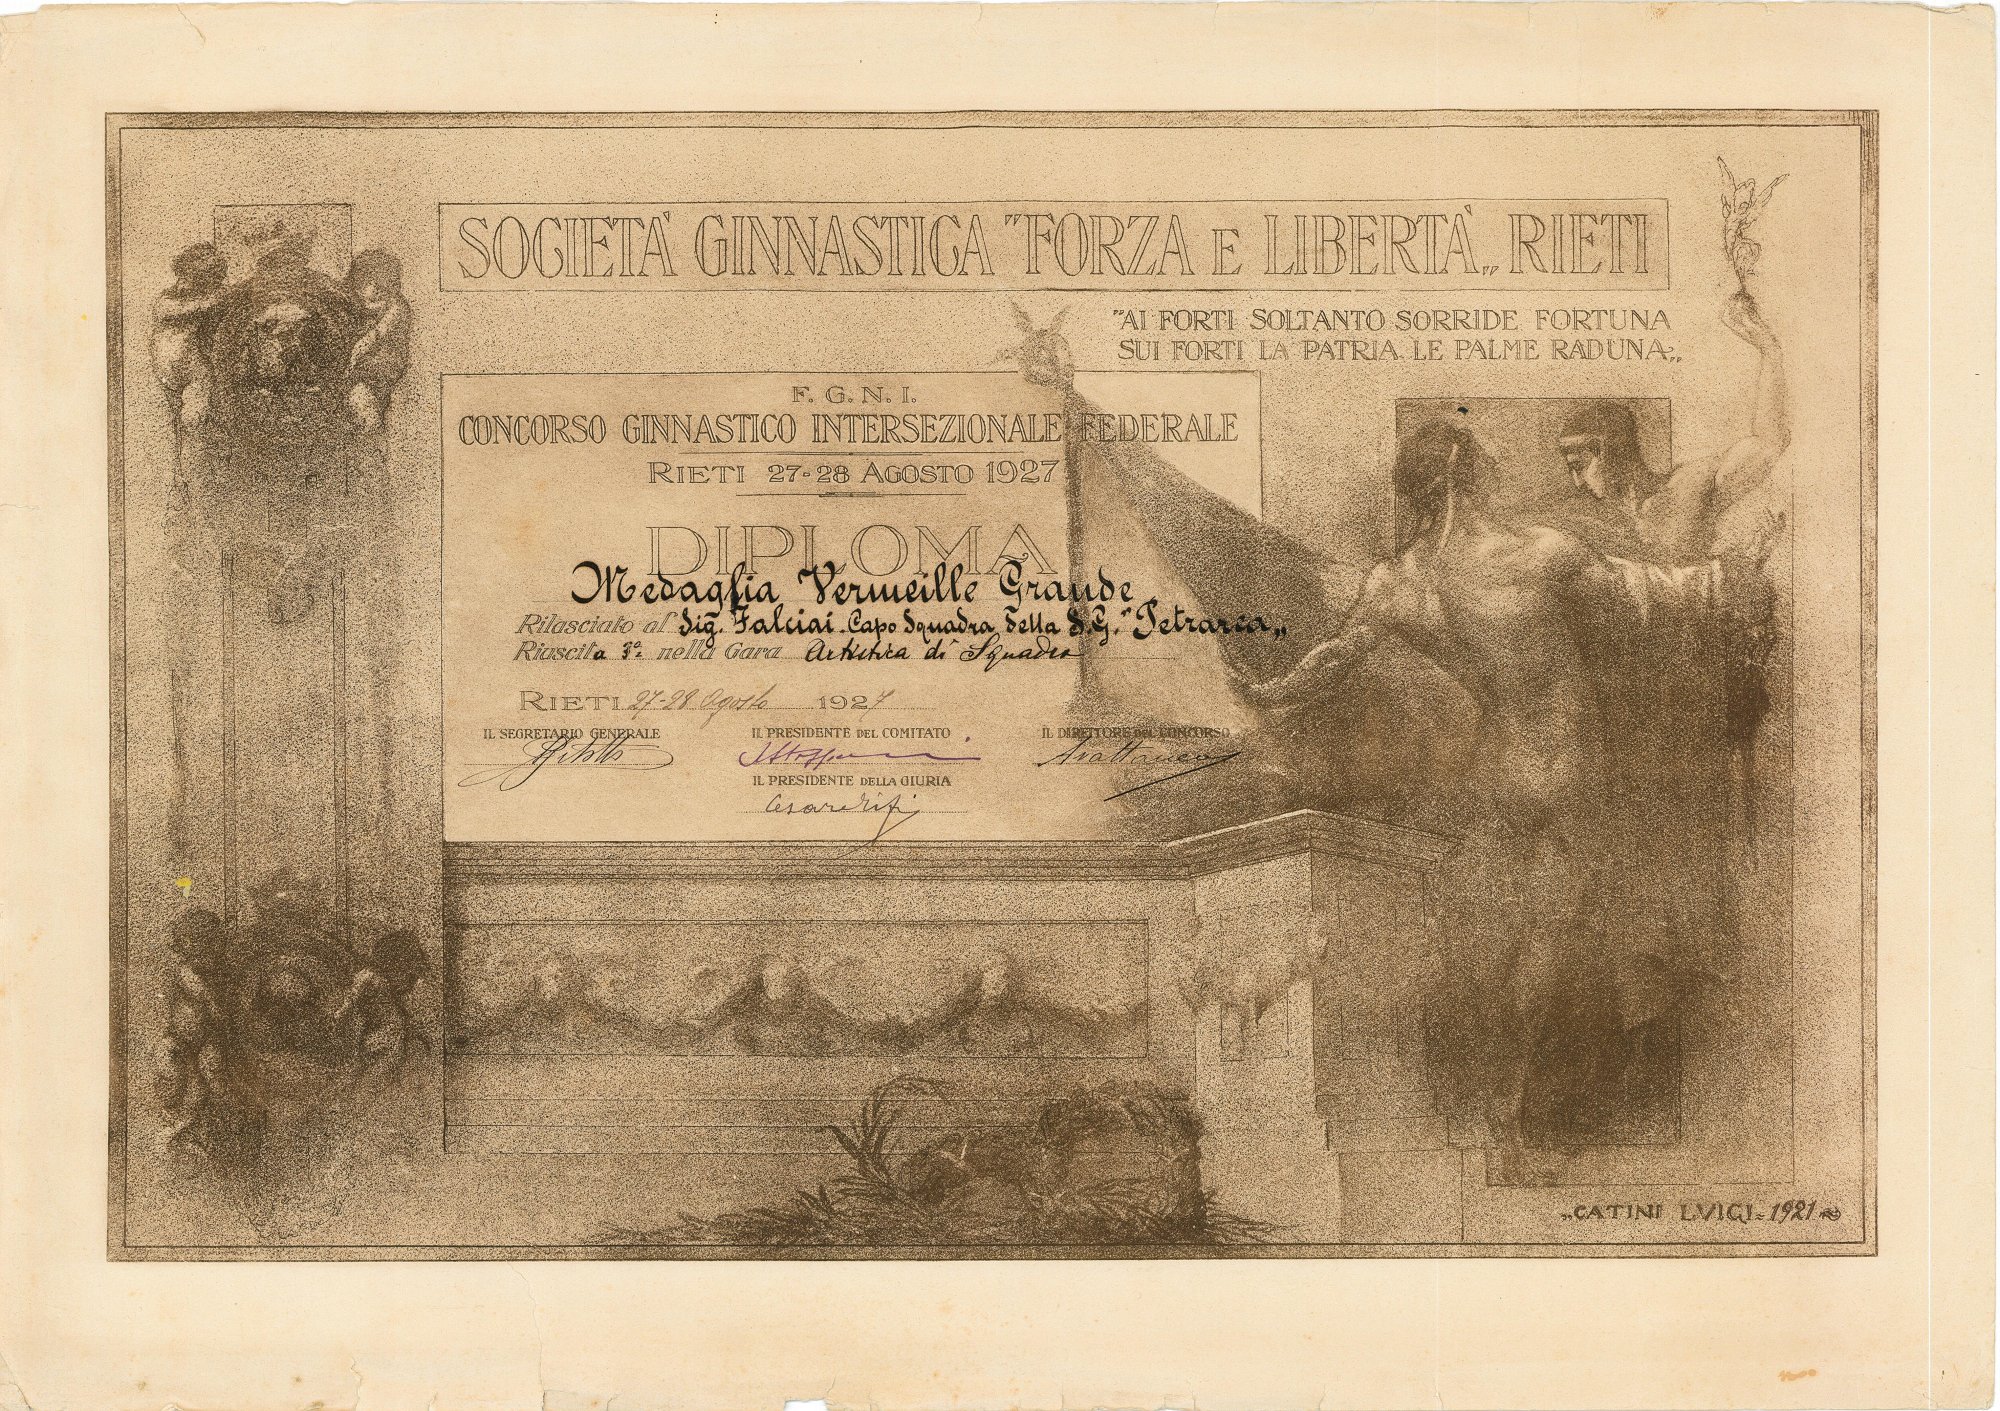 SOCIETÀ GINNASTICA "FORZA E LIBERTÀ„ RIETI
"AI FORTI SOLTANTO SORRIDE FORTUNA
SUI FORTI LA PATRIA LE PALME RADUNA„
F. G. N. I.
CONCORSO GINNASTICO INTERSEZIONALE FEDERALE
RIETI 27-28 AGOSTO 1927
DIPLOMA
Medaglia Vermeille Grande
Rilasciato al Sig. Falciai Capo Squadra della S.G. "Petrarca„
Riuscita 3ª nella Gara Artistica di Squadra
RIETI 27-28 Agosto 1927
IL SEGRETARIO GENERALE IL PRESIDENTE DEL COMITATO IL DIRETTORE DEL CONCORSO
IL PRESIDENTE DELLA GIURIA
„CATINI LUIGI = 1921